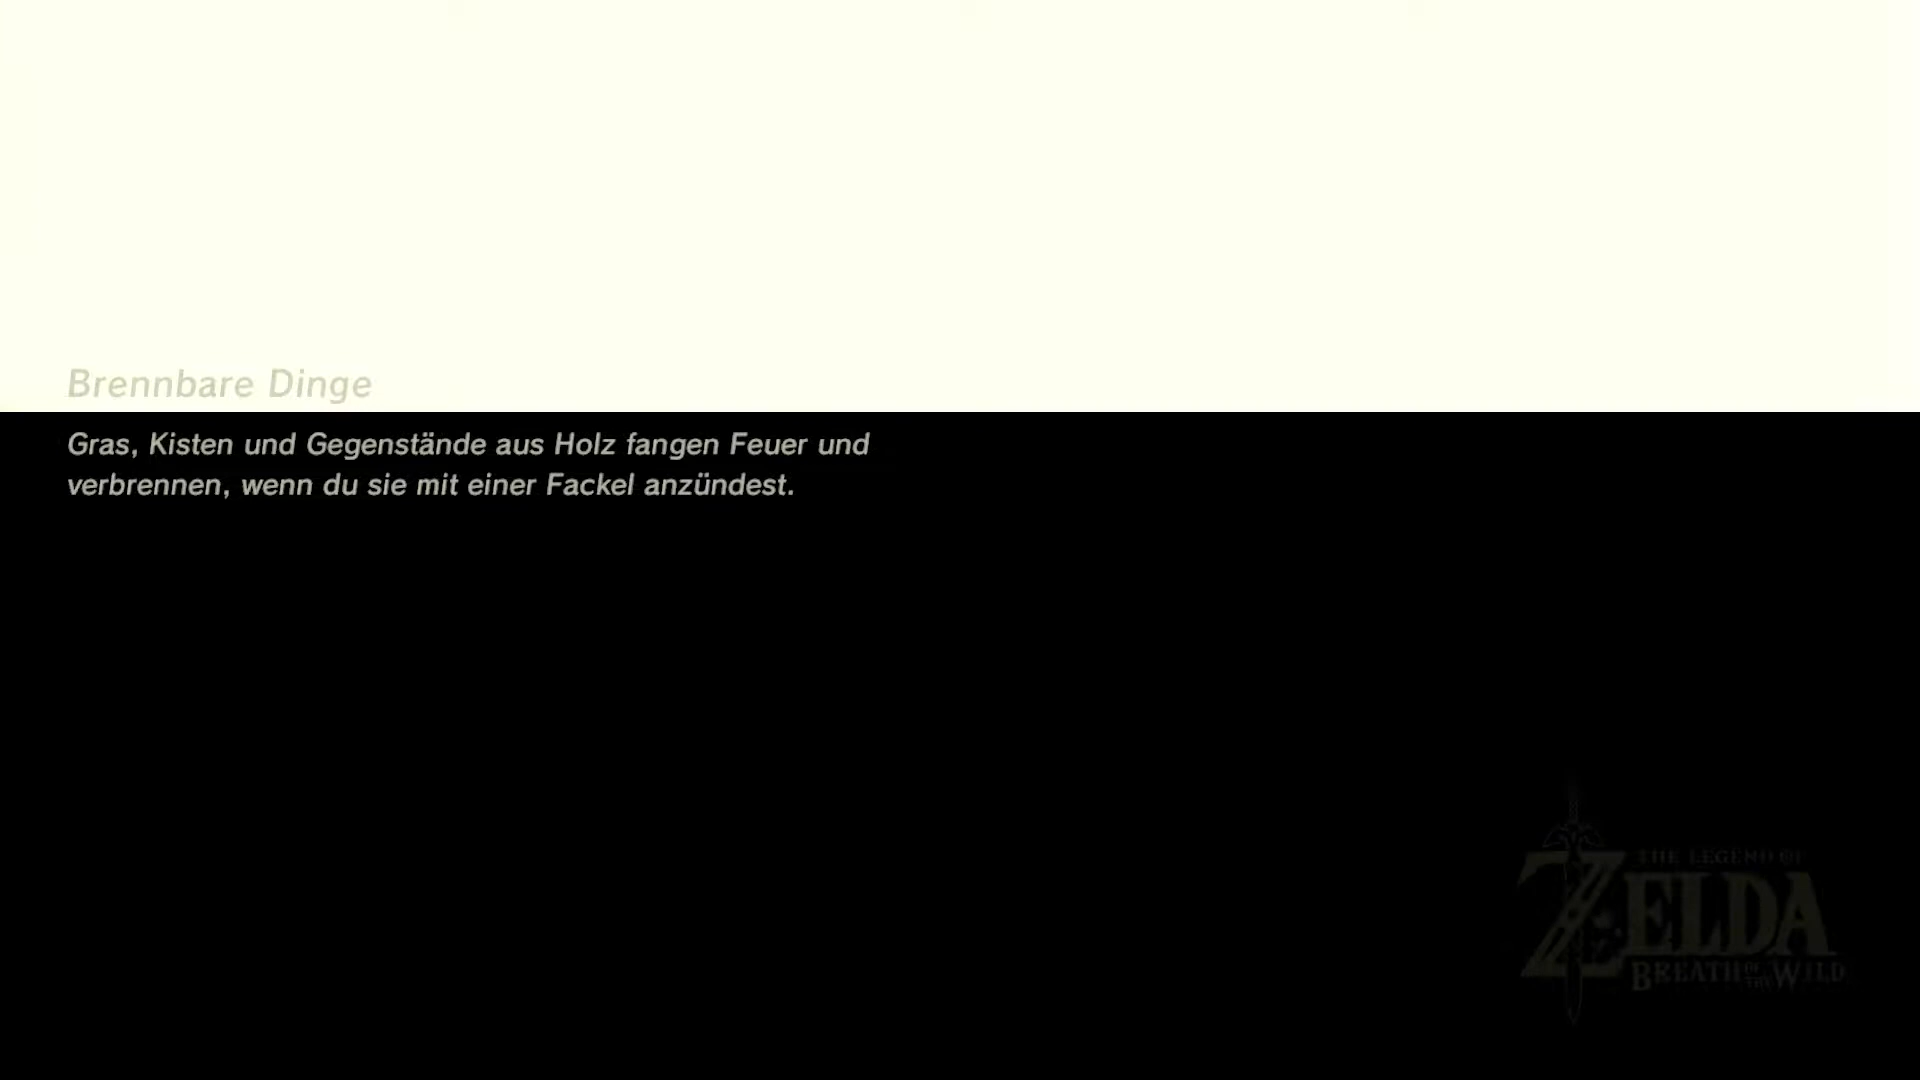 Brennbare Dinge
Gras, Kisten und Gegenstände aus Holz fangen Feuer und
verbrennen, wenn du sie mit einer Fackel anzündest.
THE LEGEND OF
ZELDA
BREATH OF THE WILD